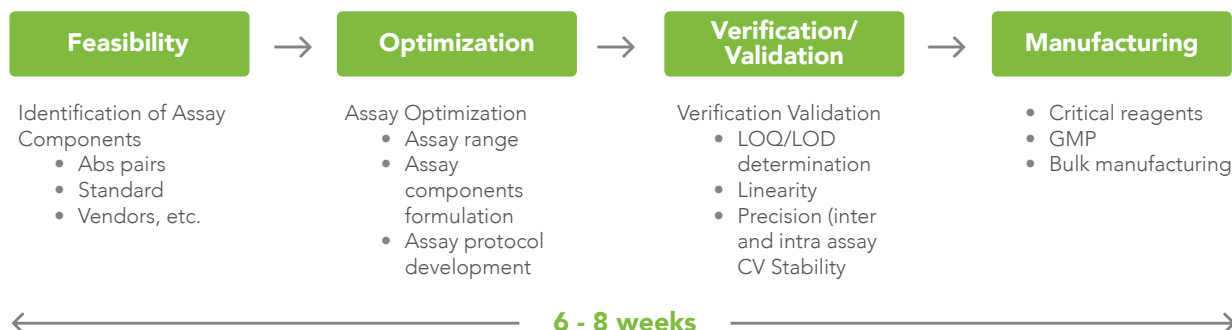 Feasibility
Optimization
Verification/
Validation
Manufacturing
Identification of Assay
Components
• Abs pairs
• Standard
• Vendors, etc.
Assay Optimization
• Assay range
• Assay
components
formulation
• Assay protocol
development
Verification Validation
• LOQ/LOD
determination
• Linearity
• Precision (inter
and intra assay
CV Stability
• Critical reagents
• GMP
• Bulk manufacturing
6 - 8 weeks